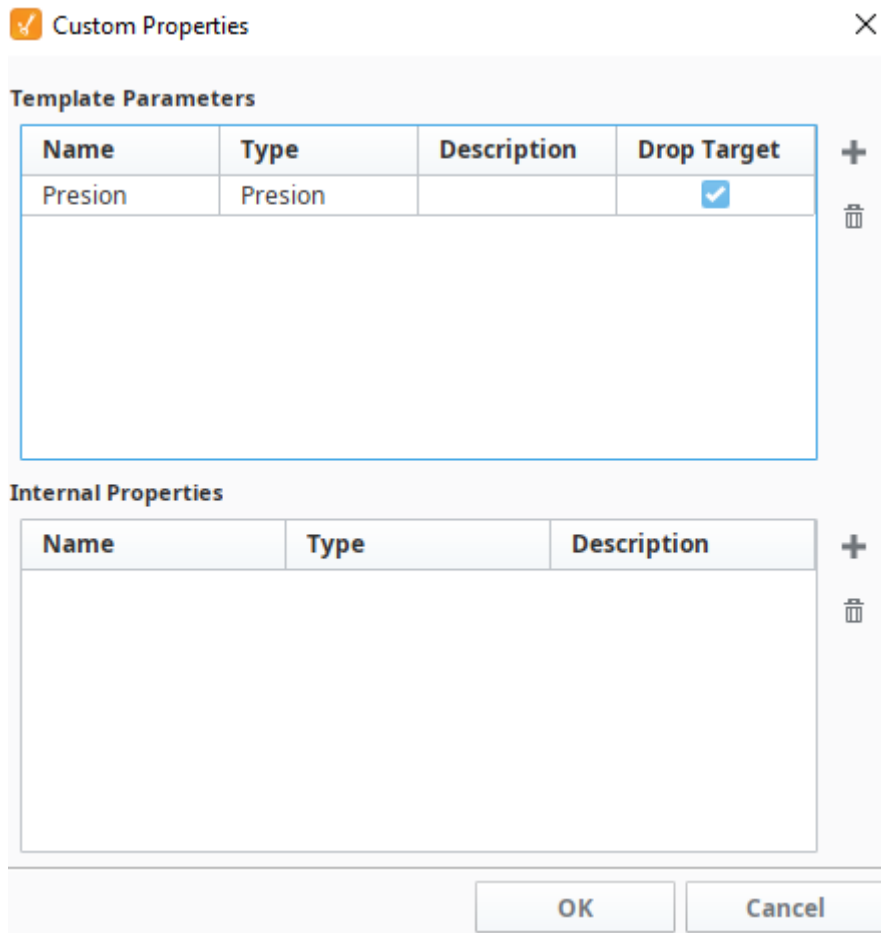 Custom Properties
Template Parameters
Name Type Description Drop Target
Presion Presion
Internal Properties
Name Type Description
OK Cancel